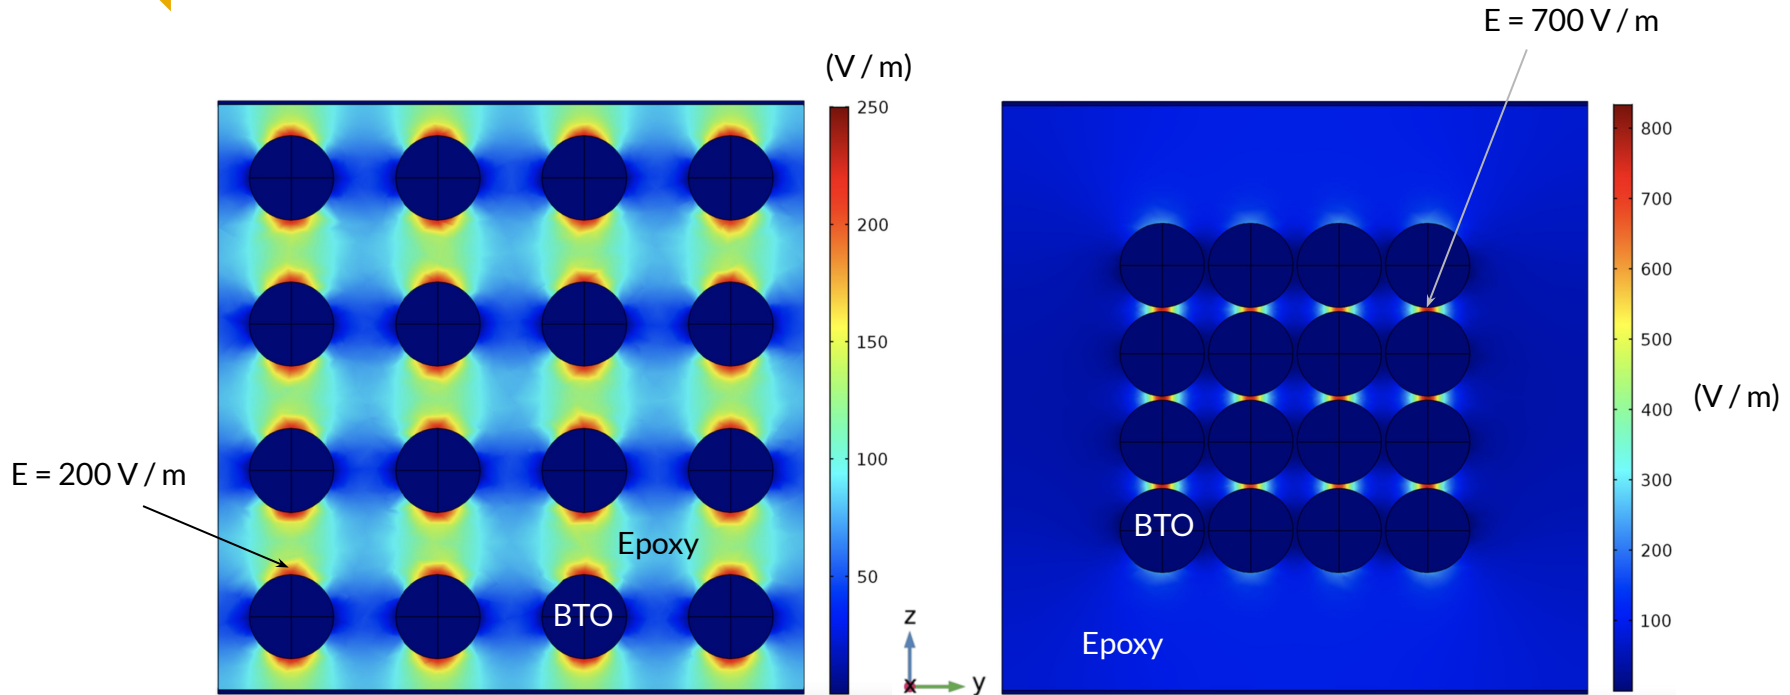 E = 700 V / m
(V / m)
250
200
150
100
50
E = 200 V / m
Epoxy
BTO
z
y
x
800
700
600
500
400
300
200
100
(V / m)
BTO
Epoxy